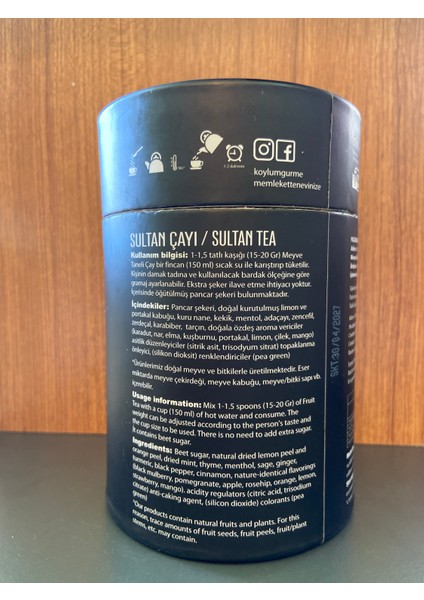 1-2 dk/min
koylumgurme
memlekettenevinize
SULTAN ÇAYI / SULTAN TEA
Kullanım bilgisi: 1-1,5 tatlı kaşığı (15-20 Gr) Meyve
Taneli Çay bir fincan (150 ml) sıcak su ile karıştırıp tüketilir.
Kişinin damak tadına ve kullanılacak bardak ölçeğine göre
gramaj ayarlanabilir. Ekstra şeker ilave etme ihtiyacı yoktur.
İçerisinde öğütülmüş pancar şekeri bulunmaktadır.
İçindekiler: Pancar şekeri, doğal kurutulmuş limon ve
portakal kabuğu, kuru nane, kekik, mentol, adaçayı, zencefil,
zerdeçal, karabiber, tarçın, doğala özdeş aroma vericiler
(karadut, nar, elma, kuşburnu, portakal, limon, çilek, mango)
asitlik düzenleyiciler (sitrik asit, trisodyum sitrat) topaklanma
önleyici, (silikon dioksit) renklendiriciler (pea green)
*Ürünlerimiz doğal meyve ve bitkilerle üretilmektedir. Eser
miktarda meyve çekirdeği, meyve kabuğu, meyve/bitki sapı vb.
içerebilir.
Usage information: Mix 1-1.5 spoons (15-20 Gr) of Fruit
Tea with a cup (150 ml) of hot water and consume. The
weight can be adjusted according to the person's taste and
the cup size to be used. There is no need to add extra sugar.
It contains beet sugar.
Ingredients: Beet sugar, natural dried lemon peel and
orange peel, dried mint, thyme, menthol, sage, ginger,
turmeric, black pepper, cinnamon, nature-identical flavorings
(black mulberry, pomegranate, apple, rosehip, orange, lemon,
strawberry, mango). acidity regulators (citric acid, trisodium
citrate) anti-caking agent, (silicon dioxide) colorants (pea
green)
*Our products contain natural fruits and plants. For this
reason, trace amounts of fruit seeds, fruit peels, fruit/plant
stems, etc. may contain.
SKT:30/04/2027